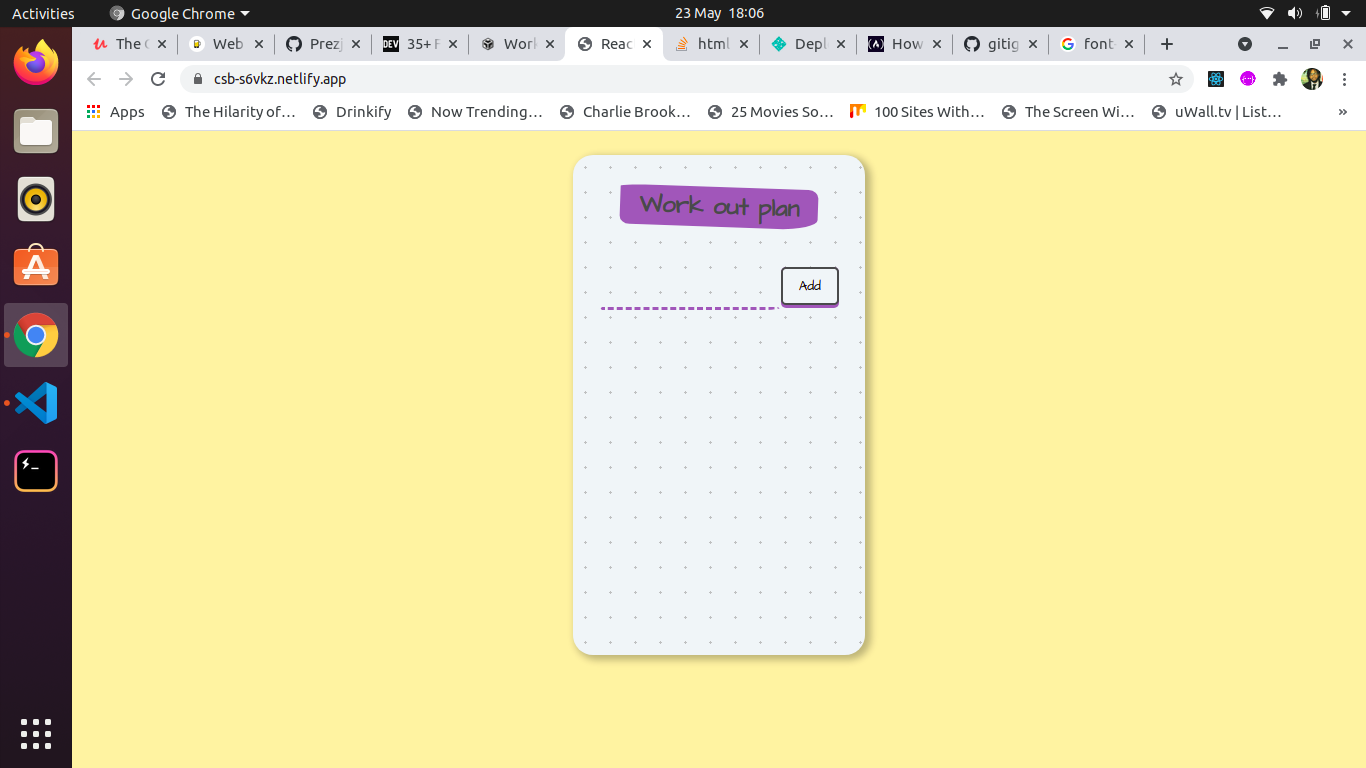 Activities Google Chrome 23 May 18:06
The C Web Prezj DEV 35+ F Work Reac html Depl How gitig font
csb-s6vkz.netlify.app
Apps The Hilarity of… Drinkify Now Trending… Charlie Brook… 25 Movies So… 100 Sites With… The Screen Wi… uWall.tv | List… »
Work out plan
Add